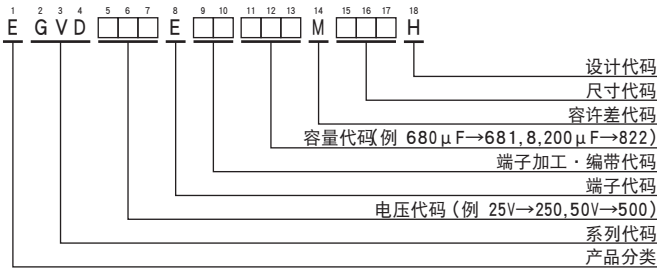 1 2 3 4 5 6 7 8 9 10 11 12 13 14 15 16 17 18
E GVD □□□ E □□ □□□ M □□□ H
设计代码
尺寸代码
容许差代码
容量代码(例 680μF→681,8,200μF→822)
端子加工・编带代码
端子代码
电压代码(例 25V→250,50V→500)
系列代码
产品分类